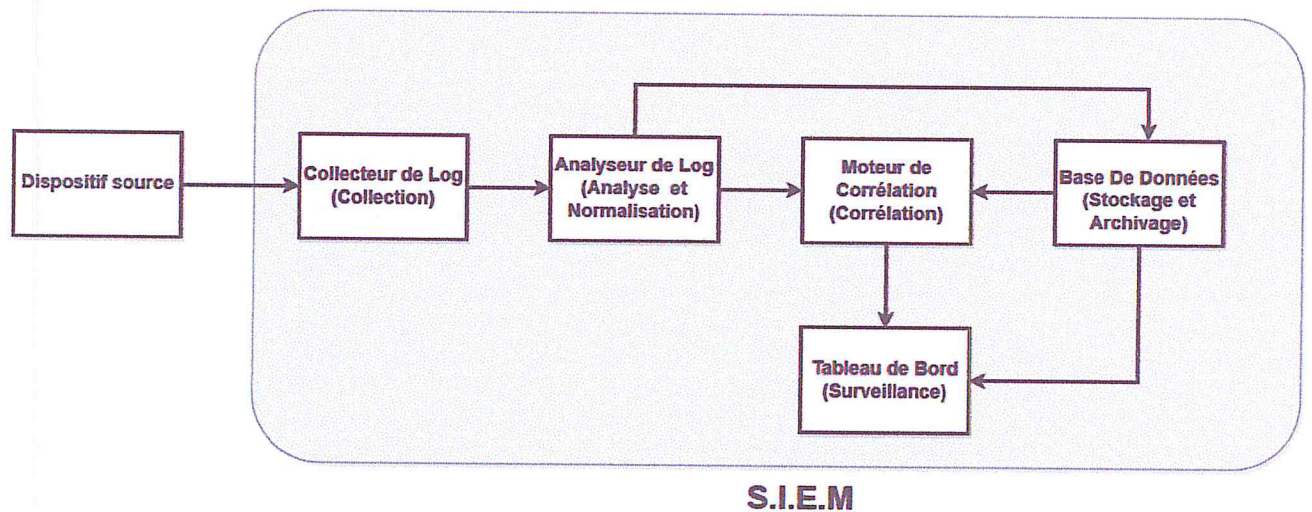 Dispositif source
Collecteur de Log
(Collection)
Analyseur de Log
(Analyse et
Normalisation)
Moteur de
Corrélation
(Corrélation)
Base De Données
(Stockage et
Archivage)
Tableau de Bord
(Surveillance)
S.I.E.M